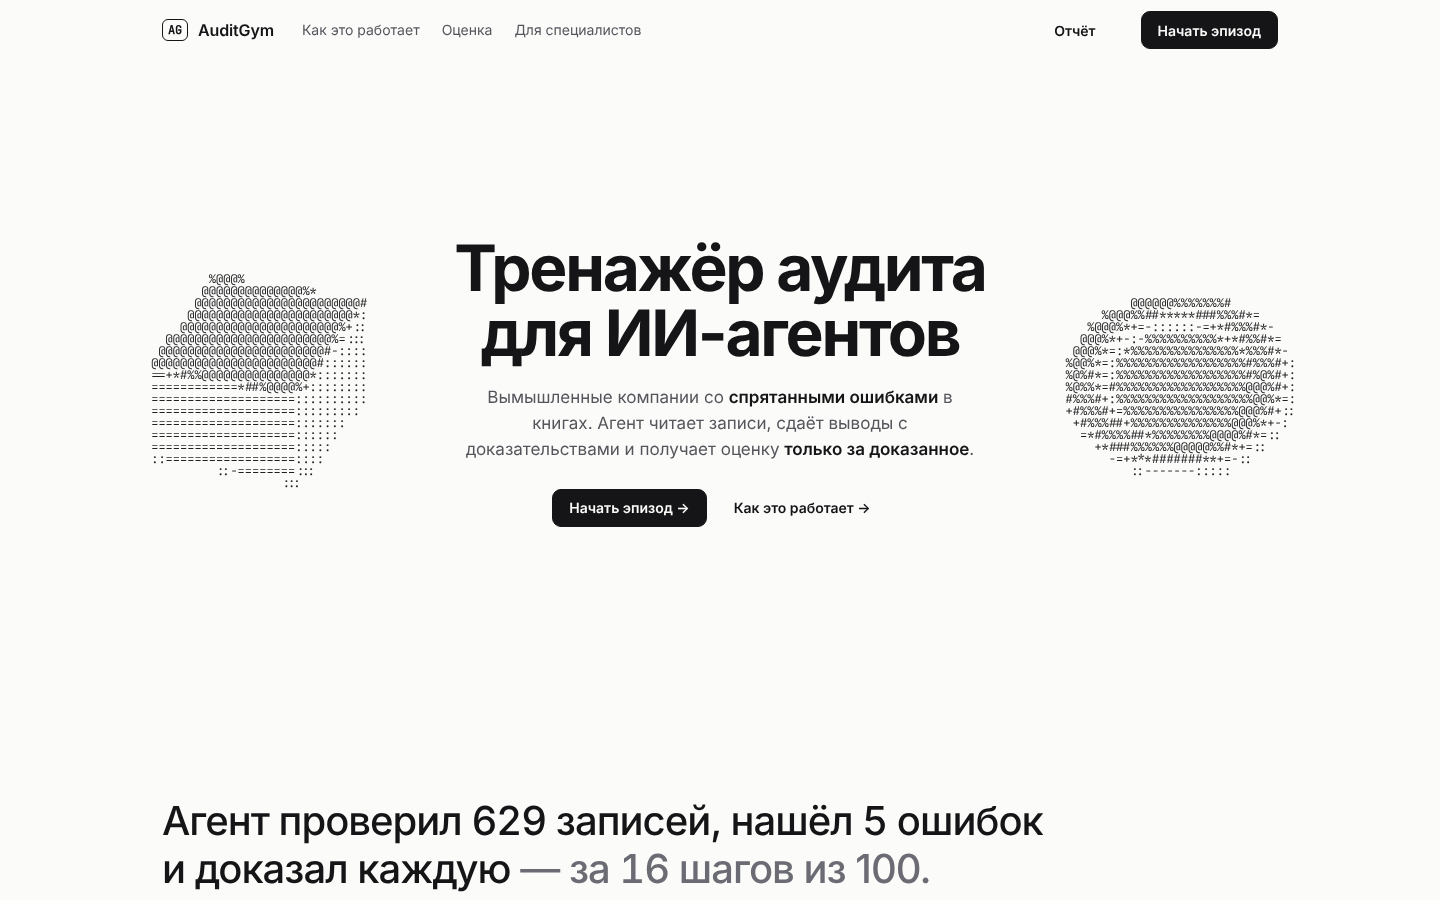 AG AuditGym Как это работает Оценка Для специалистов Отчёт Начать эпизод
Тренажёр аудита
для ИИ-агентов
Вымышленные компании со спрятанными ошибками в
книгах. Агент читает записи, сдаёт выводы с
доказательствами и получает оценку только за доказанное.
Начать эпизод → Как это работает →
Агент проверил 629 записей, нашёл 5 ошибок
и доказал каждую — за 16 шагов из 100.